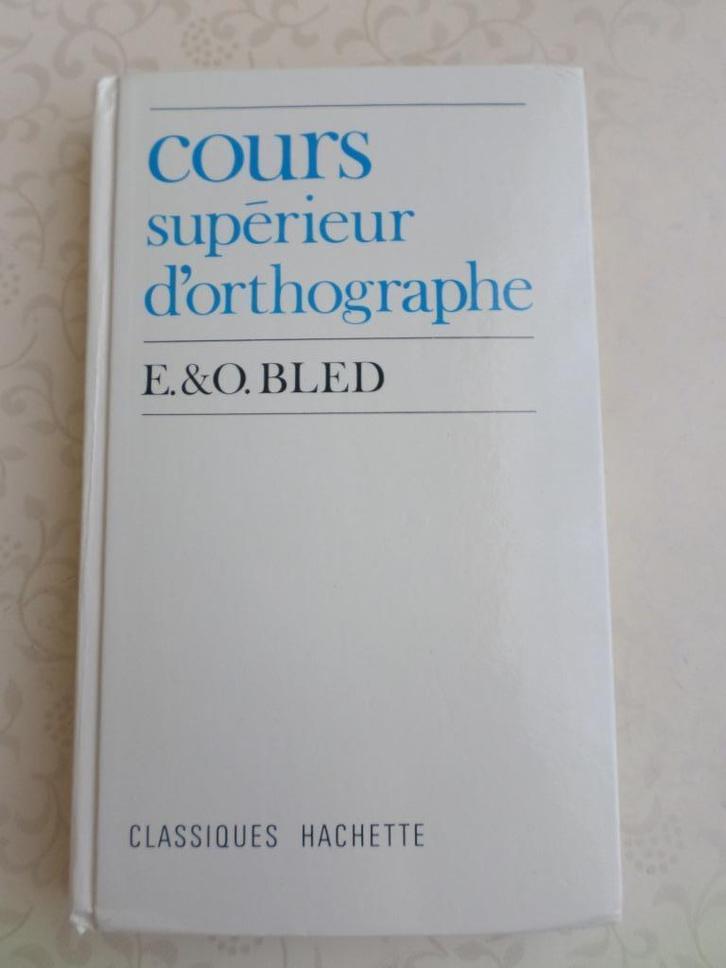 cours
supérieur
d'orthographe
E.&O. BLED
CLASSIQUES HACHETTE